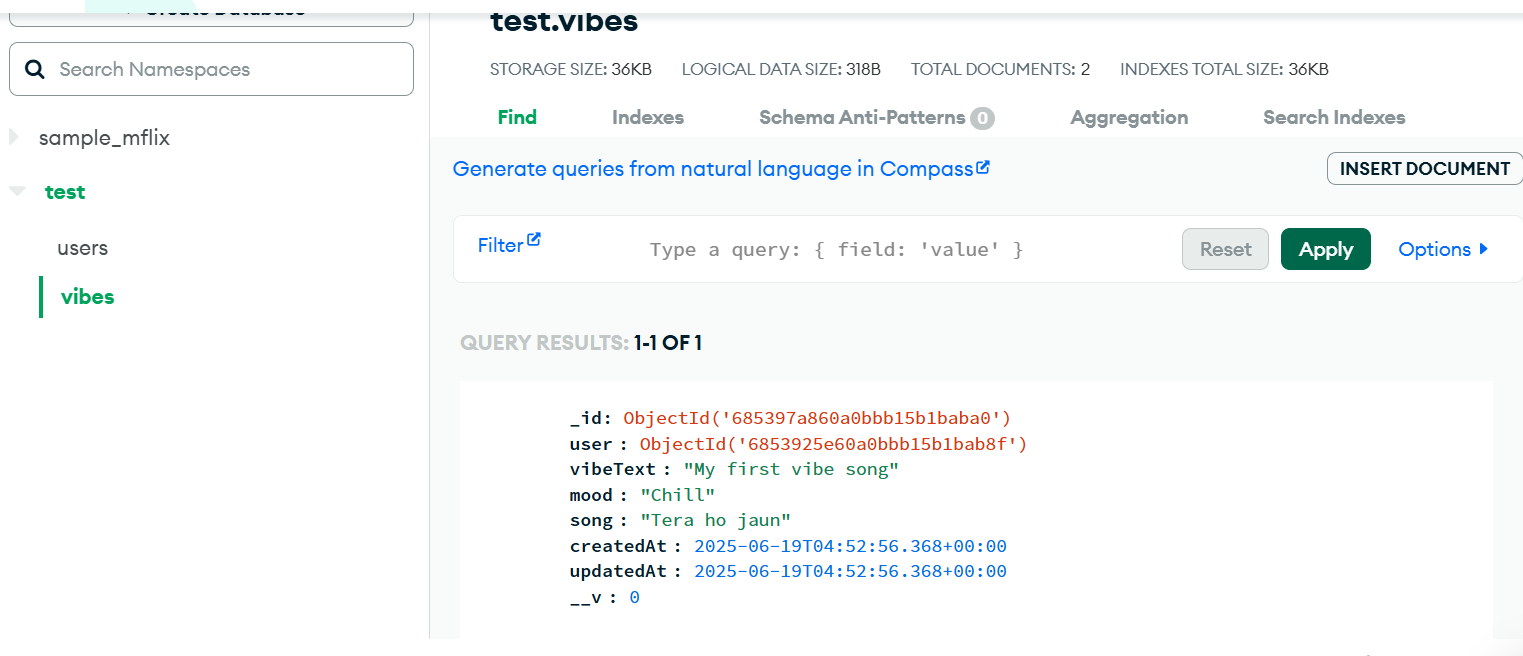 Create Database
Search Namespaces
sample_mflix
test
users
vibes
test.vibes
STORAGE SIZE: 36KB LOGICAL DATA SIZE: 318B TOTAL DOCUMENTS: 2 INDEXES TOTAL SIZE: 36KB
Find Indexes Schema Anti-Patterns 0 Aggregation Search Indexes
Generate queries from natural language in Compass
INSERT DOCUMENT
Filter Type a query: { field: 'value' } Reset Apply Options
QUERY RESULTS: 1-1 OF 1
_id: ObjectId('685397a860a0bbb15b1baba0')
user : ObjectId('6853925e60a0bbb15b1bab8f')
vibeText : "My first vibe song"
mood : "Chill"
song : "Tera ho jaun"
createdAt : 2025-06-19T04:52:56.368+00:00
updatedAt : 2025-06-19T04:52:56.368+00:00
__v : 0